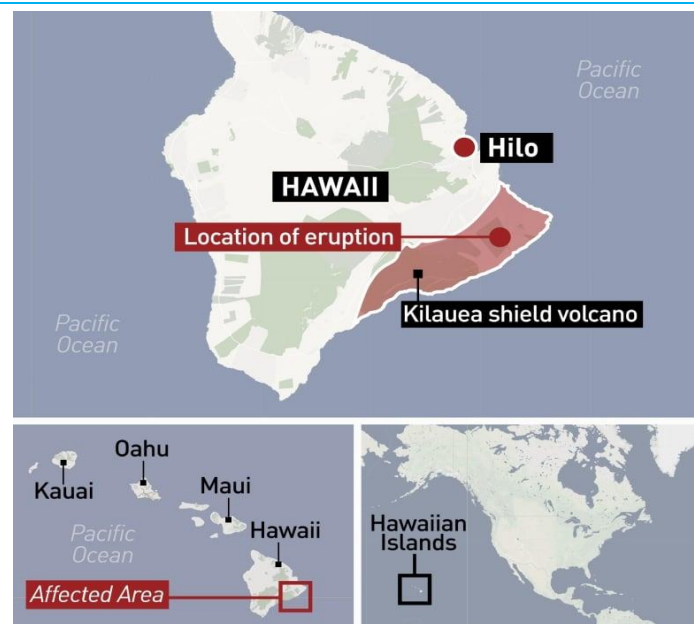 Pacific
Ocean
Hilo
HAWAII
Location of eruption
Kilauea shield volcano
Pacific
Ocean
Oahu
Kauai
Maui
Pacific
Ocean
Hawaii
Affected Area
Hawaiian
Islands